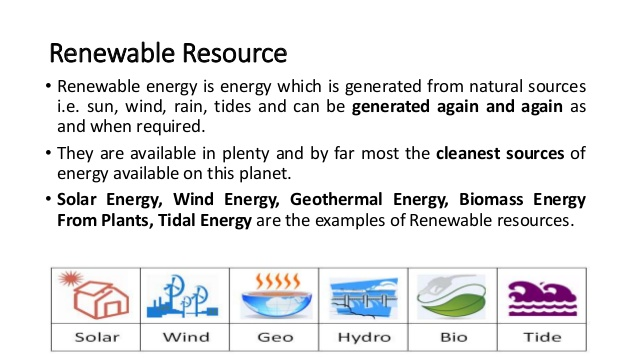 Renewable Resource
• Renewable energy is energy which is generated from natural sources
i.e. sun, wind, rain, tides and can be generated again and again as
and when required.
• They are available in plenty and by far most the cleanest sources of
energy available on this planet.
• Solar Energy, Wind Energy, Geothermal Energy, Biomass Energy
From Plants, Tidal Energy are the examples of Renewable resources.
Solar Wind Geo Hydro Bio Tide